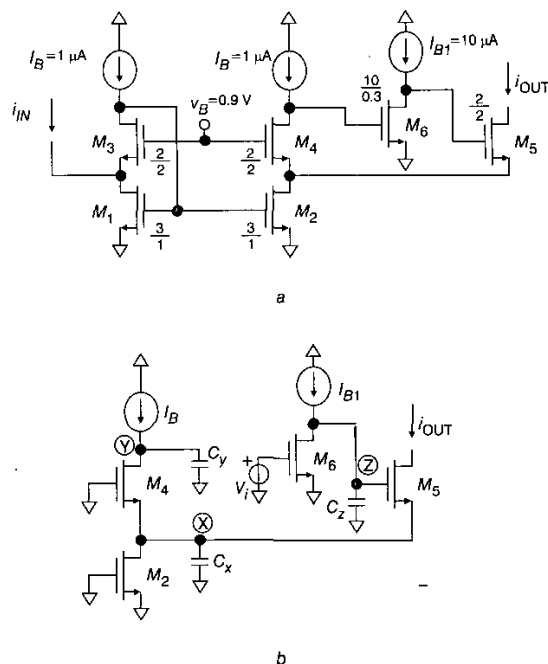 I_B=1 µA
I_B=1 µA
I_B1=10 µA
i_IN
v_B=0.9 V
i_OUT
10/0.3
2/2
M_3
M_4
M_6
M_5
2/2
2/2
M_1
M_2
3/1
3/1
a
I_B
I_B1
i_OUT
Y
C_y
M_6
Z
M_4
V_i
+
M_5
X
C_z
M_2
C_x
b